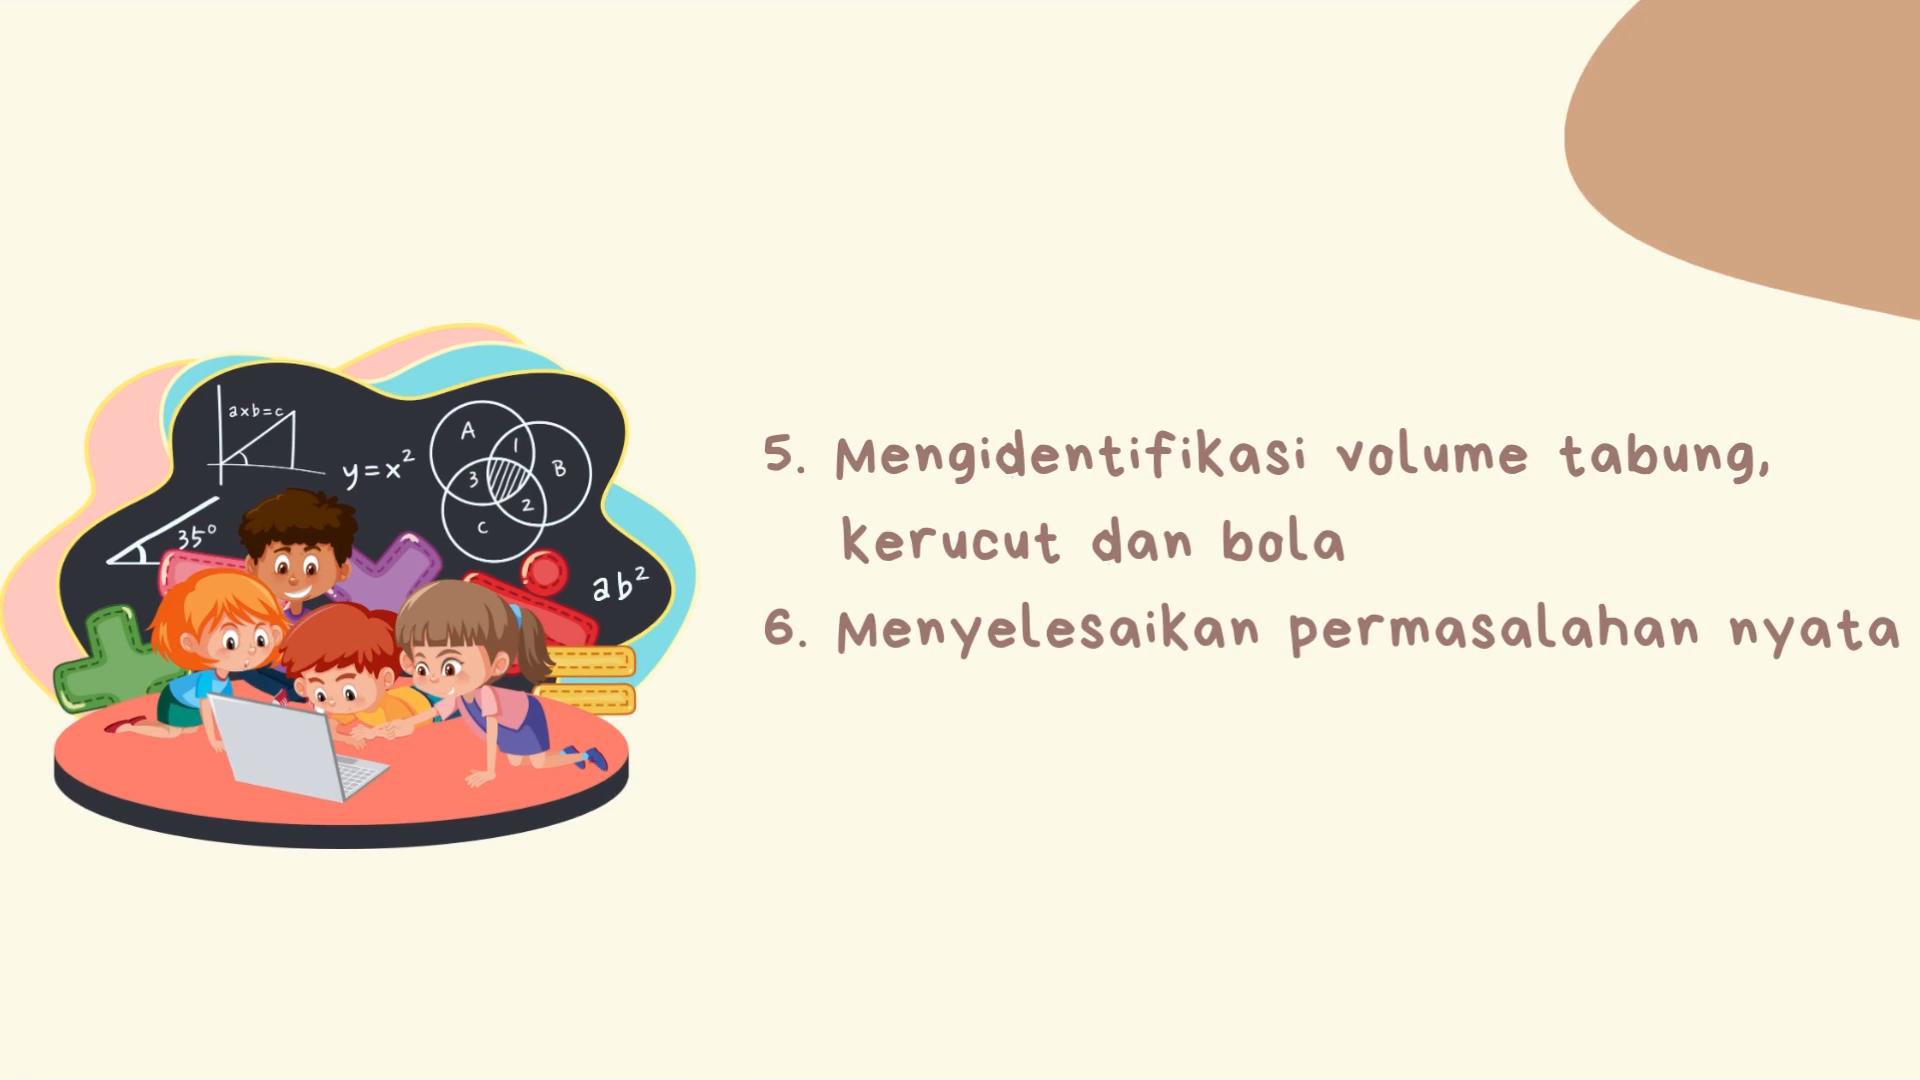 axb=c
y=x²
A
1
B
3
2
C
35°
ab²
5. Mengidentifikasi volume tabung,
kerucut dan bola
6. Menyelesaikan permasalahan nyata